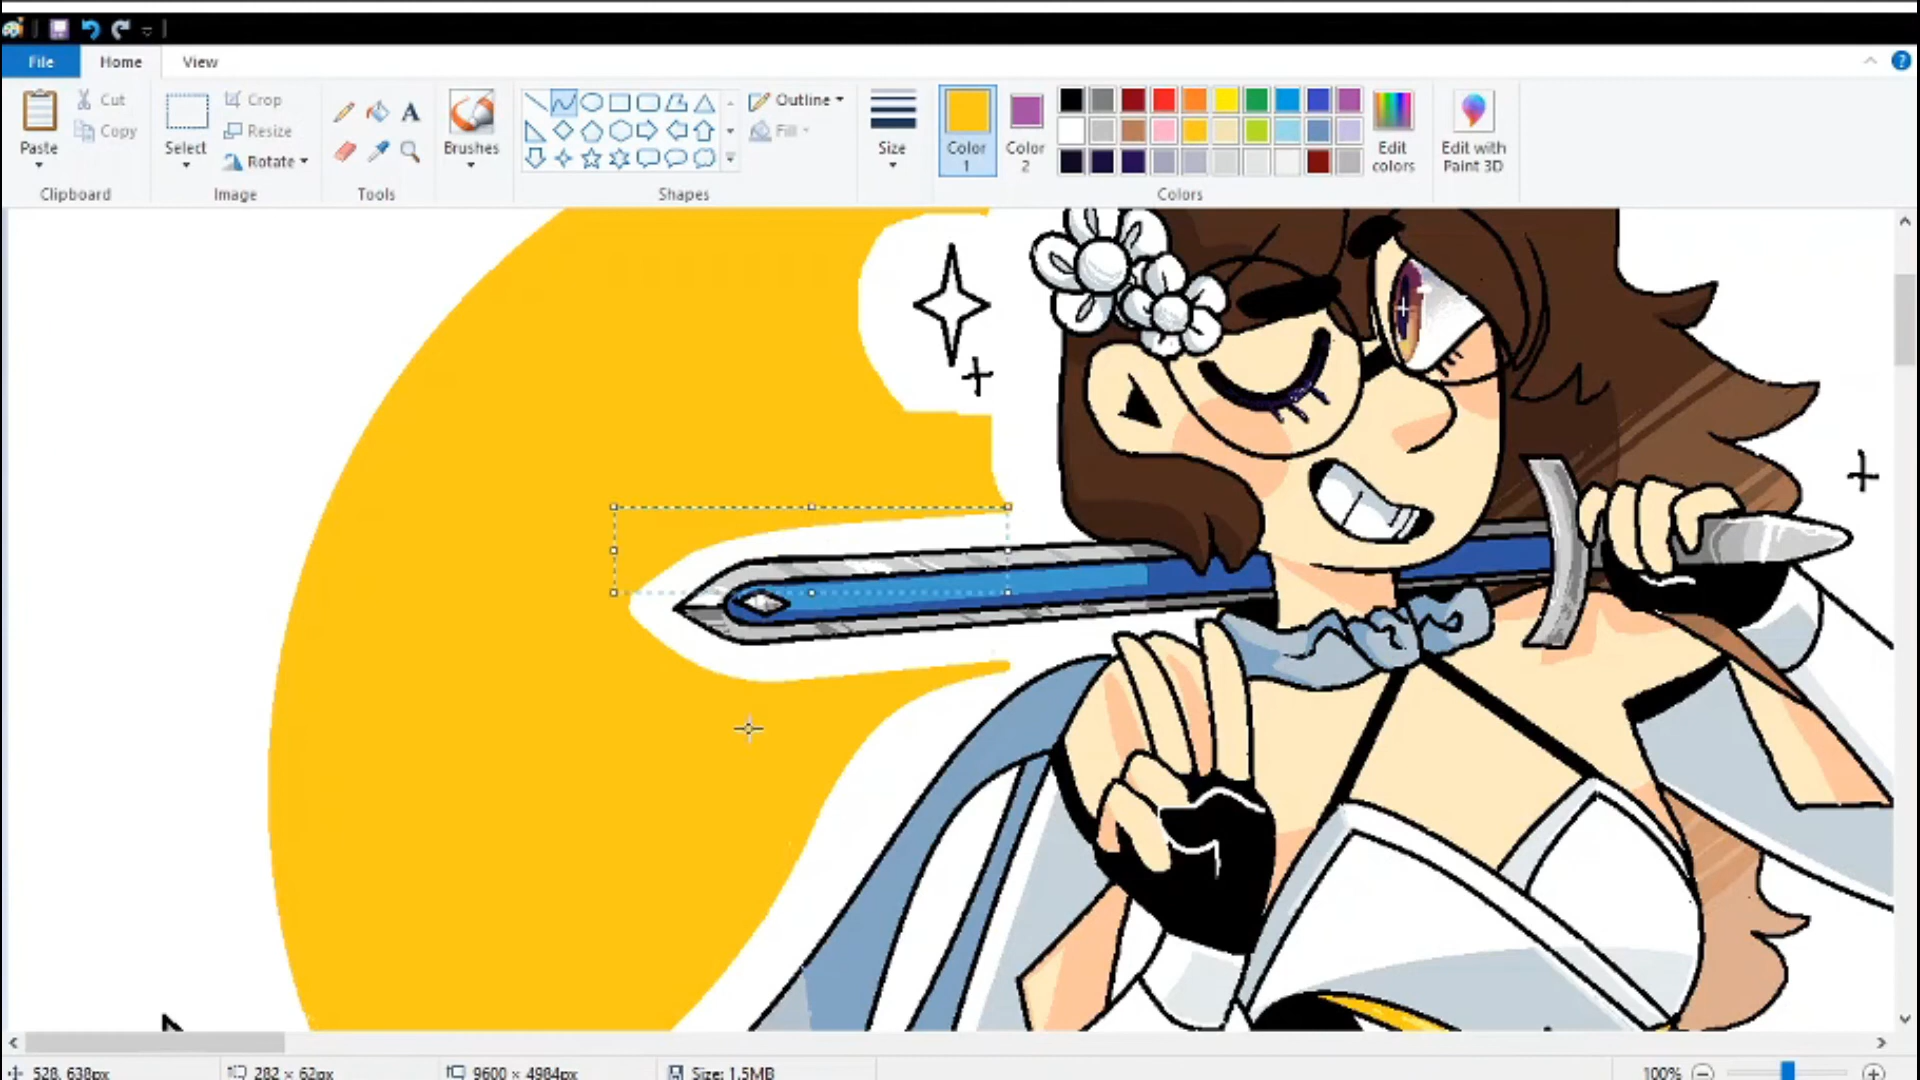 File Home View
Cut Crop Outline
Copy Resize Fill
Paste Select Rotate Brushes Size Color 1 Color 2 Edit colors Edit with Paint 3D
Clipboard Image Tools Shapes Colors
528, 638px 282 × 62px 9600 × 4984px Size: 1.5MB 100%